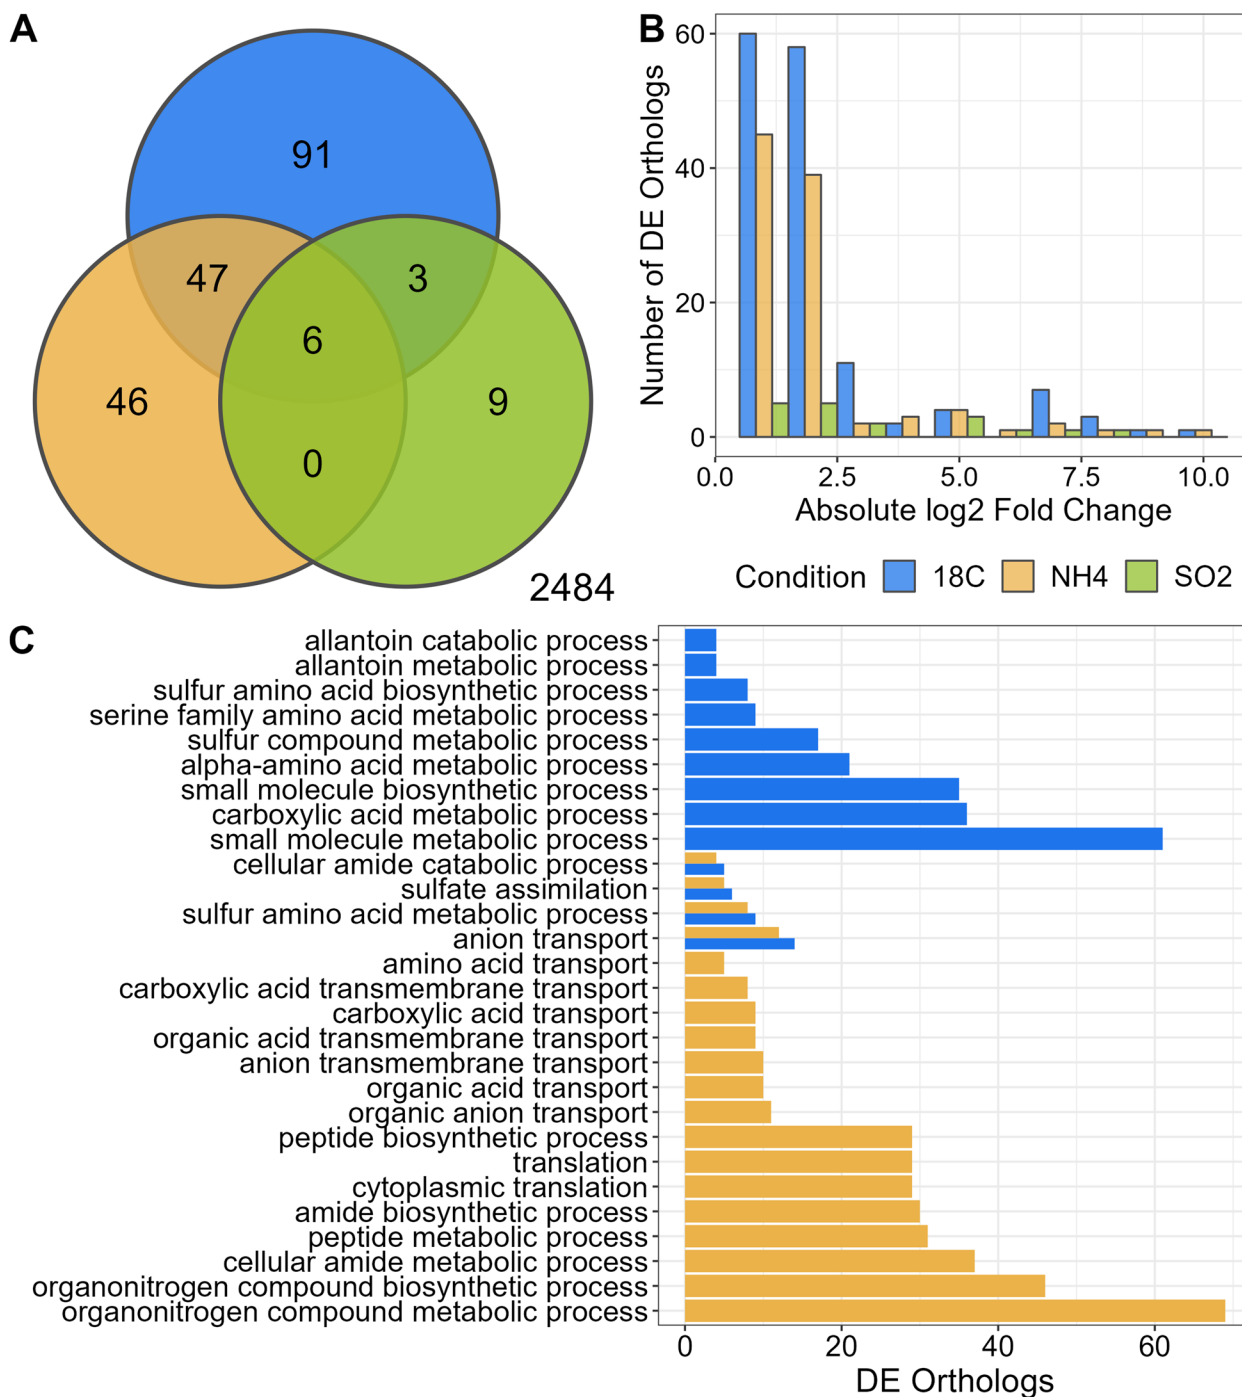 A
91
47
3
6
46
9
0
2484
B
Number of DE Orthologs
60
40
20
0
0.0 2.5 5.0 7.5 10.0
Absolute log2 Fold Change
Condition 18C NH4 SO2
C
allantoin catabolic process
allantoin metabolic process
sulfur amino acid biosynthetic process
serine family amino acid metabolic process
sulfur compound metabolic process
alpha-amino acid metabolic process
small molecule biosynthetic process
carboxylic acid metabolic process
small molecule metabolic process
cellular amide catabolic process
sulfate assimilation
sulfur amino acid metabolic process
anion transport
amino acid transport
carboxylic acid transmembrane transport
carboxylic acid transport
organic acid transmembrane transport
anion transmembrane transport
organic acid transport
organic anion transport
peptide biosynthetic process
translation
cytoplasmic translation
amide biosynthetic process
peptide metabolic process
cellular amide metabolic process
organonitrogen compound biosynthetic process
organonitrogen compound metabolic process
0 20 40 60
DE Orthologs